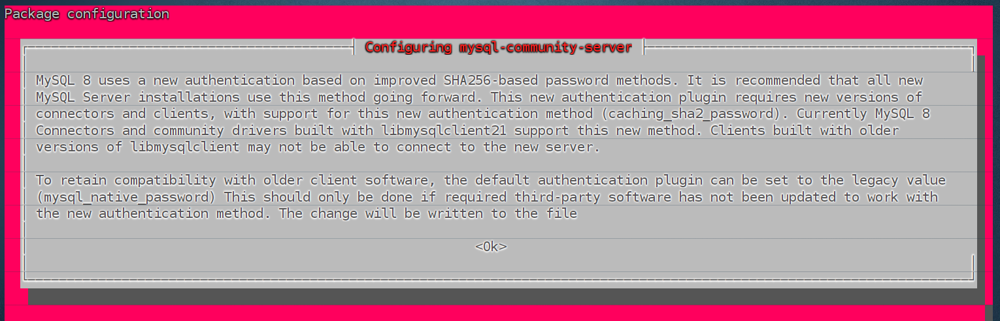 Package configuration
Configuring mysql-community-server
MySQL 8 uses a new authentication based on improved SHA256-based password methods. It is recommended that all new
MySQL Server installations use this method going forward. This new authentication plugin requires new versions of
connectors and clients, with support for this new authentication method (caching_sha2_password). Currently MySQL 8
Connectors and community drivers built with libmysqlclient21 support this new method. Clients built with older
versions of libmysqlclient may not be able to connect to the new server.
To retain compatibility with older client software, the default authentication plugin can be set to the legacy value
(mysql_native_password) This should only be done if required third-party software has not been updated to work with
the new authentication method. The change will be written to the file
<Ok>